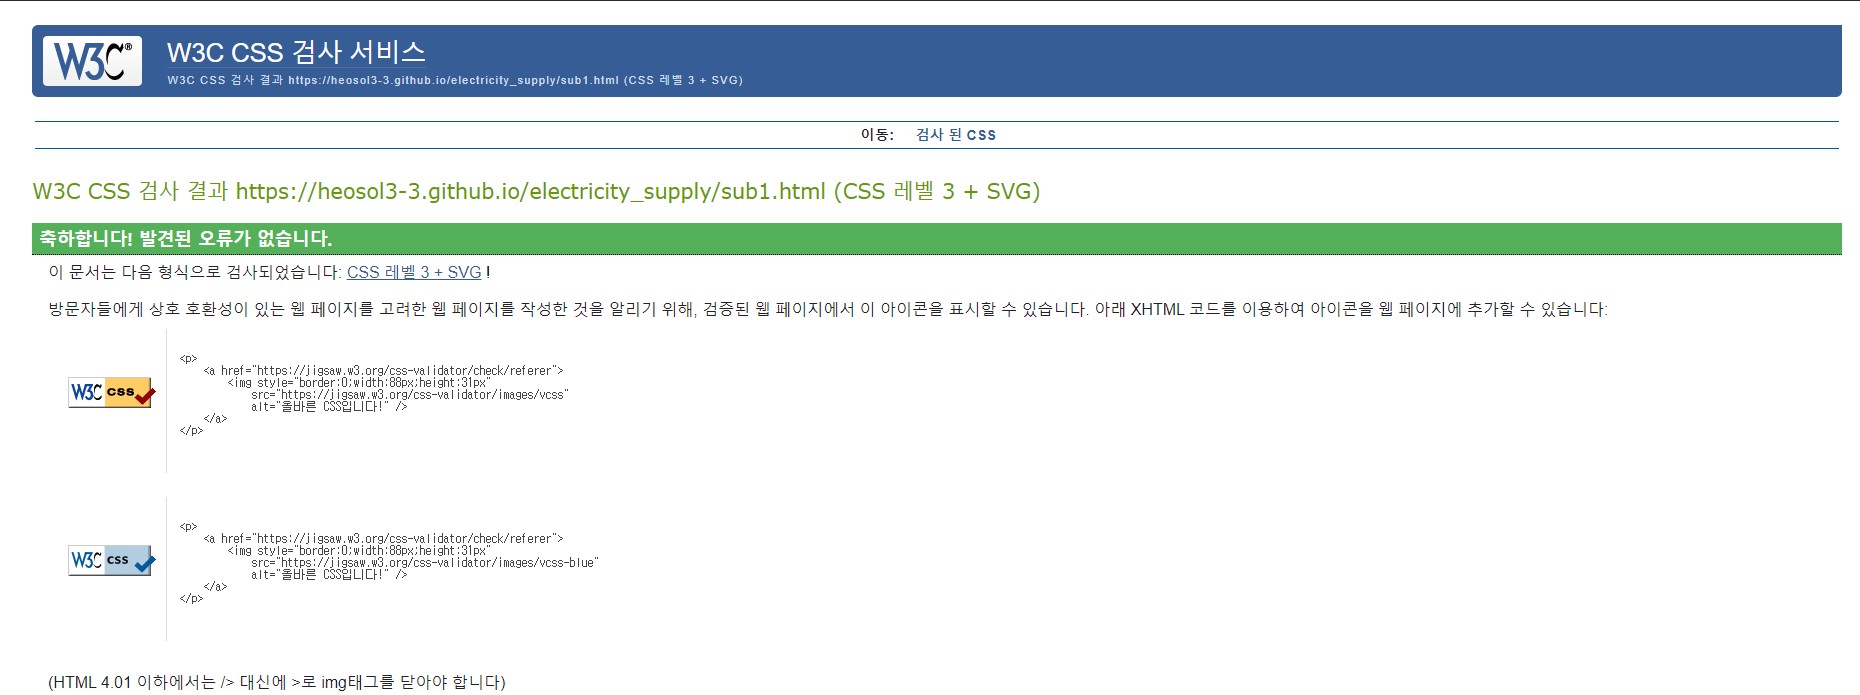 W3C®
W3C CSS 검사 서비스
W3C CSS 검사 결과 https://heosol3-3.github.io/electricity_supply/sub1.html (CSS 레벨 3 + SVG)
이동: 검사 된 CSS
W3C CSS 검사 결과 https://heosol3-3.github.io/electricity_supply/sub1.html (CSS 레벨 3 + SVG)
축하합니다! 발견된 오류가 없습니다.
이 문서는 다음 형식으로 검사되었습니다: CSS 레벨 3 + SVG !
방문자들에게 상호 호환성이 있는 웹 페이지를 고려한 웹 페이지를 작성한 것을 알리기 위해, 검증된 웹 페이지에서 이 아이콘을 표시할 수 있습니다. 아래 XHTML 코드를 이용하여 아이콘을 웹 페이지에 추가할 수 있습니다:
W3C css
<p>
<a href="https://jigsaw.w3.org/css-validator/check/referer">
<img style="border:0;width:88px;height:31px"
src="https://jigsaw.w3.org/css-validator/images/vcss"
alt="올바른 CSS입니다!" />
</a>
</p>
W3C css
<p>
<a href="https://jigsaw.w3.org/css-validator/check/referer">
<img style="border:0;width:88px;height:31px"
src="https://jigsaw.w3.org/css-validator/images/vcss-blue"
alt="올바른 CSS입니다!" />
</a>
</p>
(HTML 4.01 이하에서는 /> 대신에 >로 img태그를 닫아야 합니다)